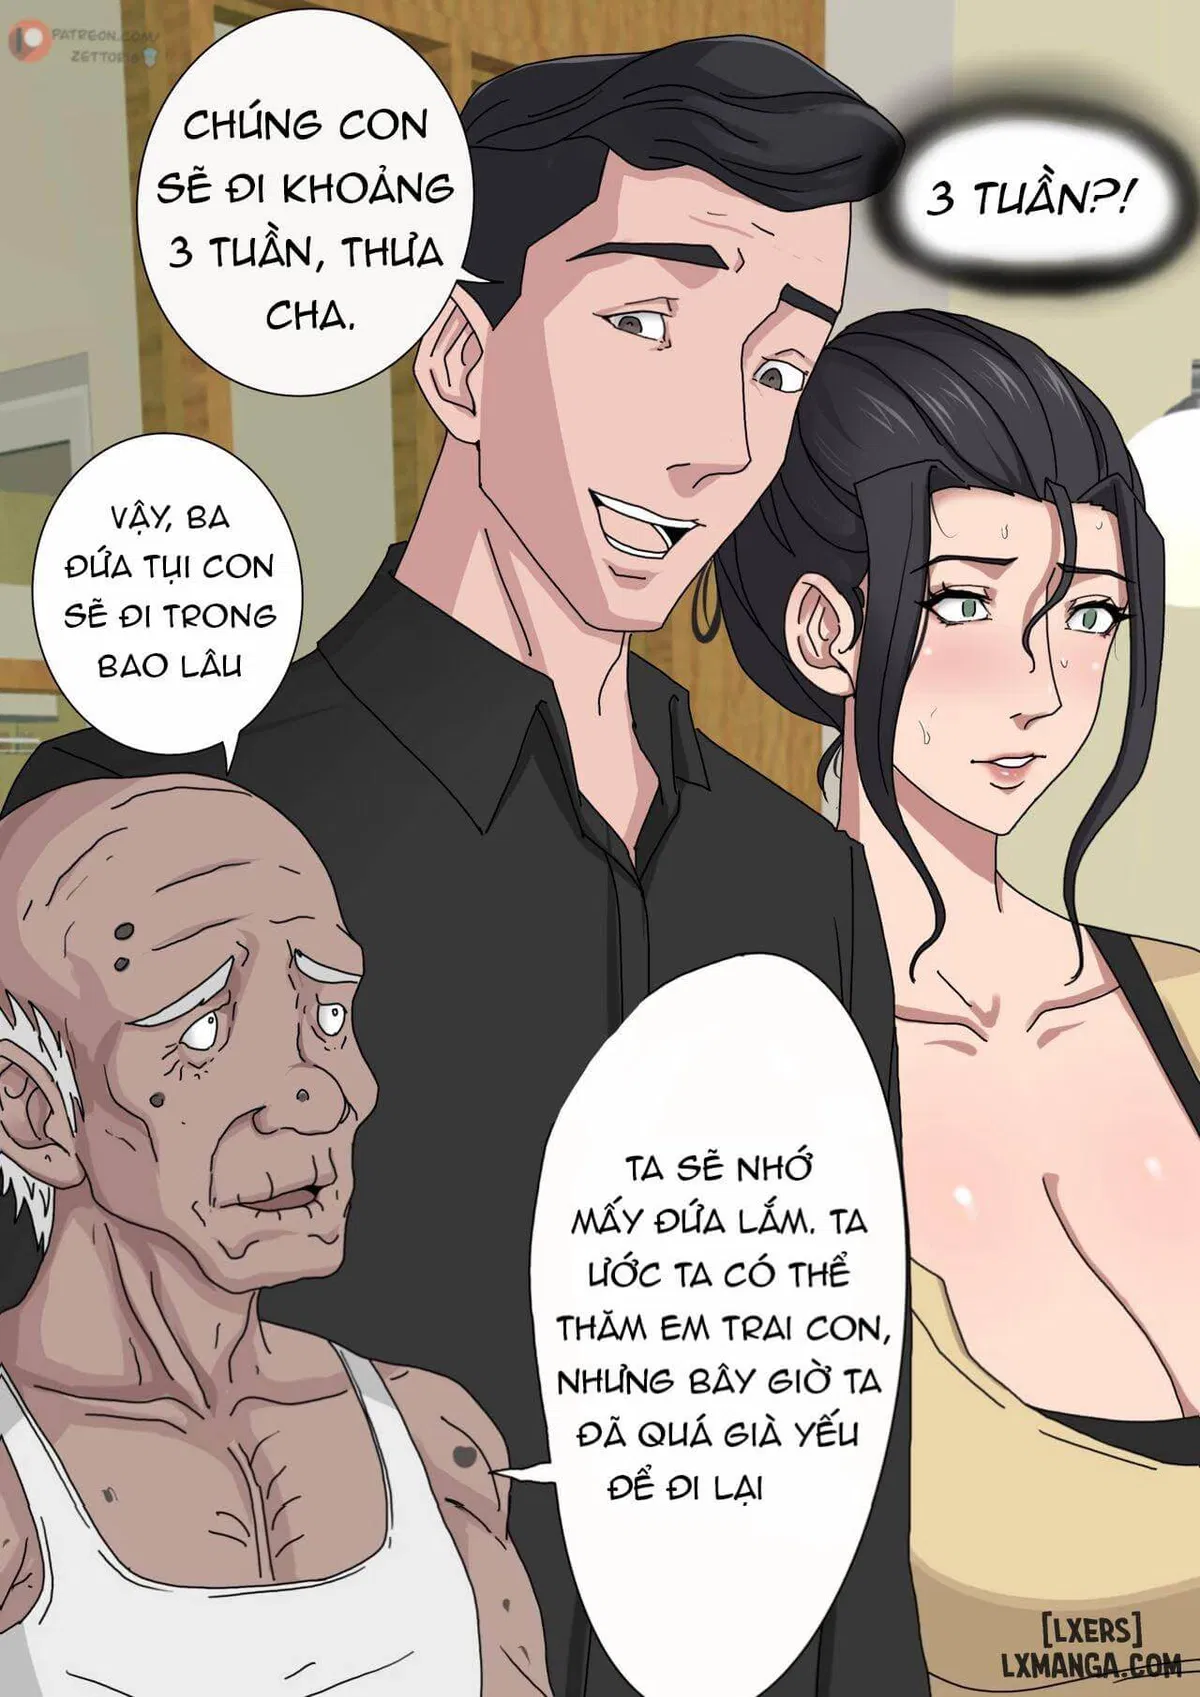 PATREON.COM/
CHÚNG CON
SẼ ĐI KHOẢNG
3 TUẦN, THƯA
CHA.
3 TUẦN?!
VẬY, BA
ĐỨA TỤI CON
SẼ ĐI TRONG
BAO LÂU
TA SẼ NHỚ
MẤY ĐỨA LẮM. TA
ƯỚC TA CÓ THỂ
THĂM EM TRAI CON,
NHƯNG BÂY GIỜ TA
ĐÃ QUÁ GIÀ YẾU
ĐỂ ĐI LẠI
[LXERS]
LXMANGA.COM